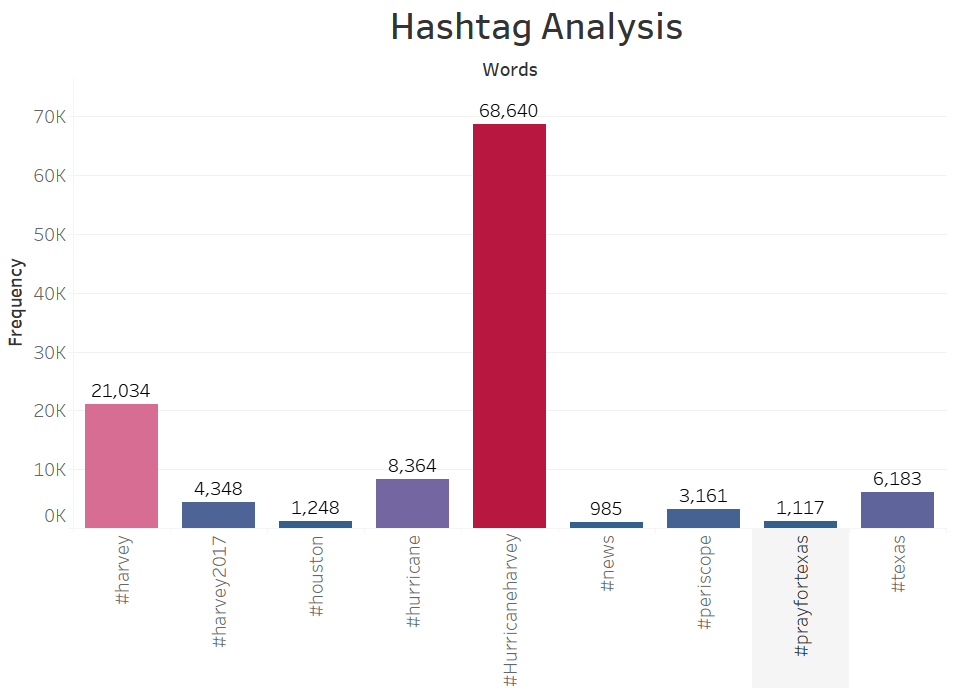 Hashtag Analysis
Words
Frequency
70K
60K
50K
40K
30K
20K
10K
0K
21,034
4,348
1,248
8,364
68,640
985
3,161
1,117
6,183
#harvey
#harvey2017
#houston
#hurricane
#Hurricaneharvey
#news
#periscope
#prayfortexas
#texas